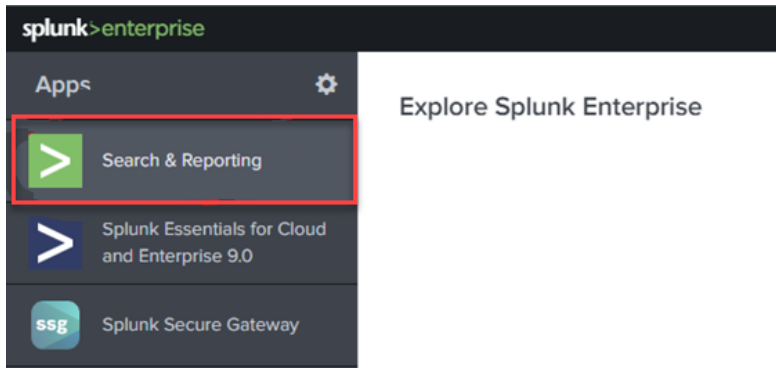 splunk>enterprise
Apps
Explore Splunk Enterprise
> Search & Reporting
> Splunk Essentials for Cloud
and Enterprise 9.0
ssg Splunk Secure Gateway